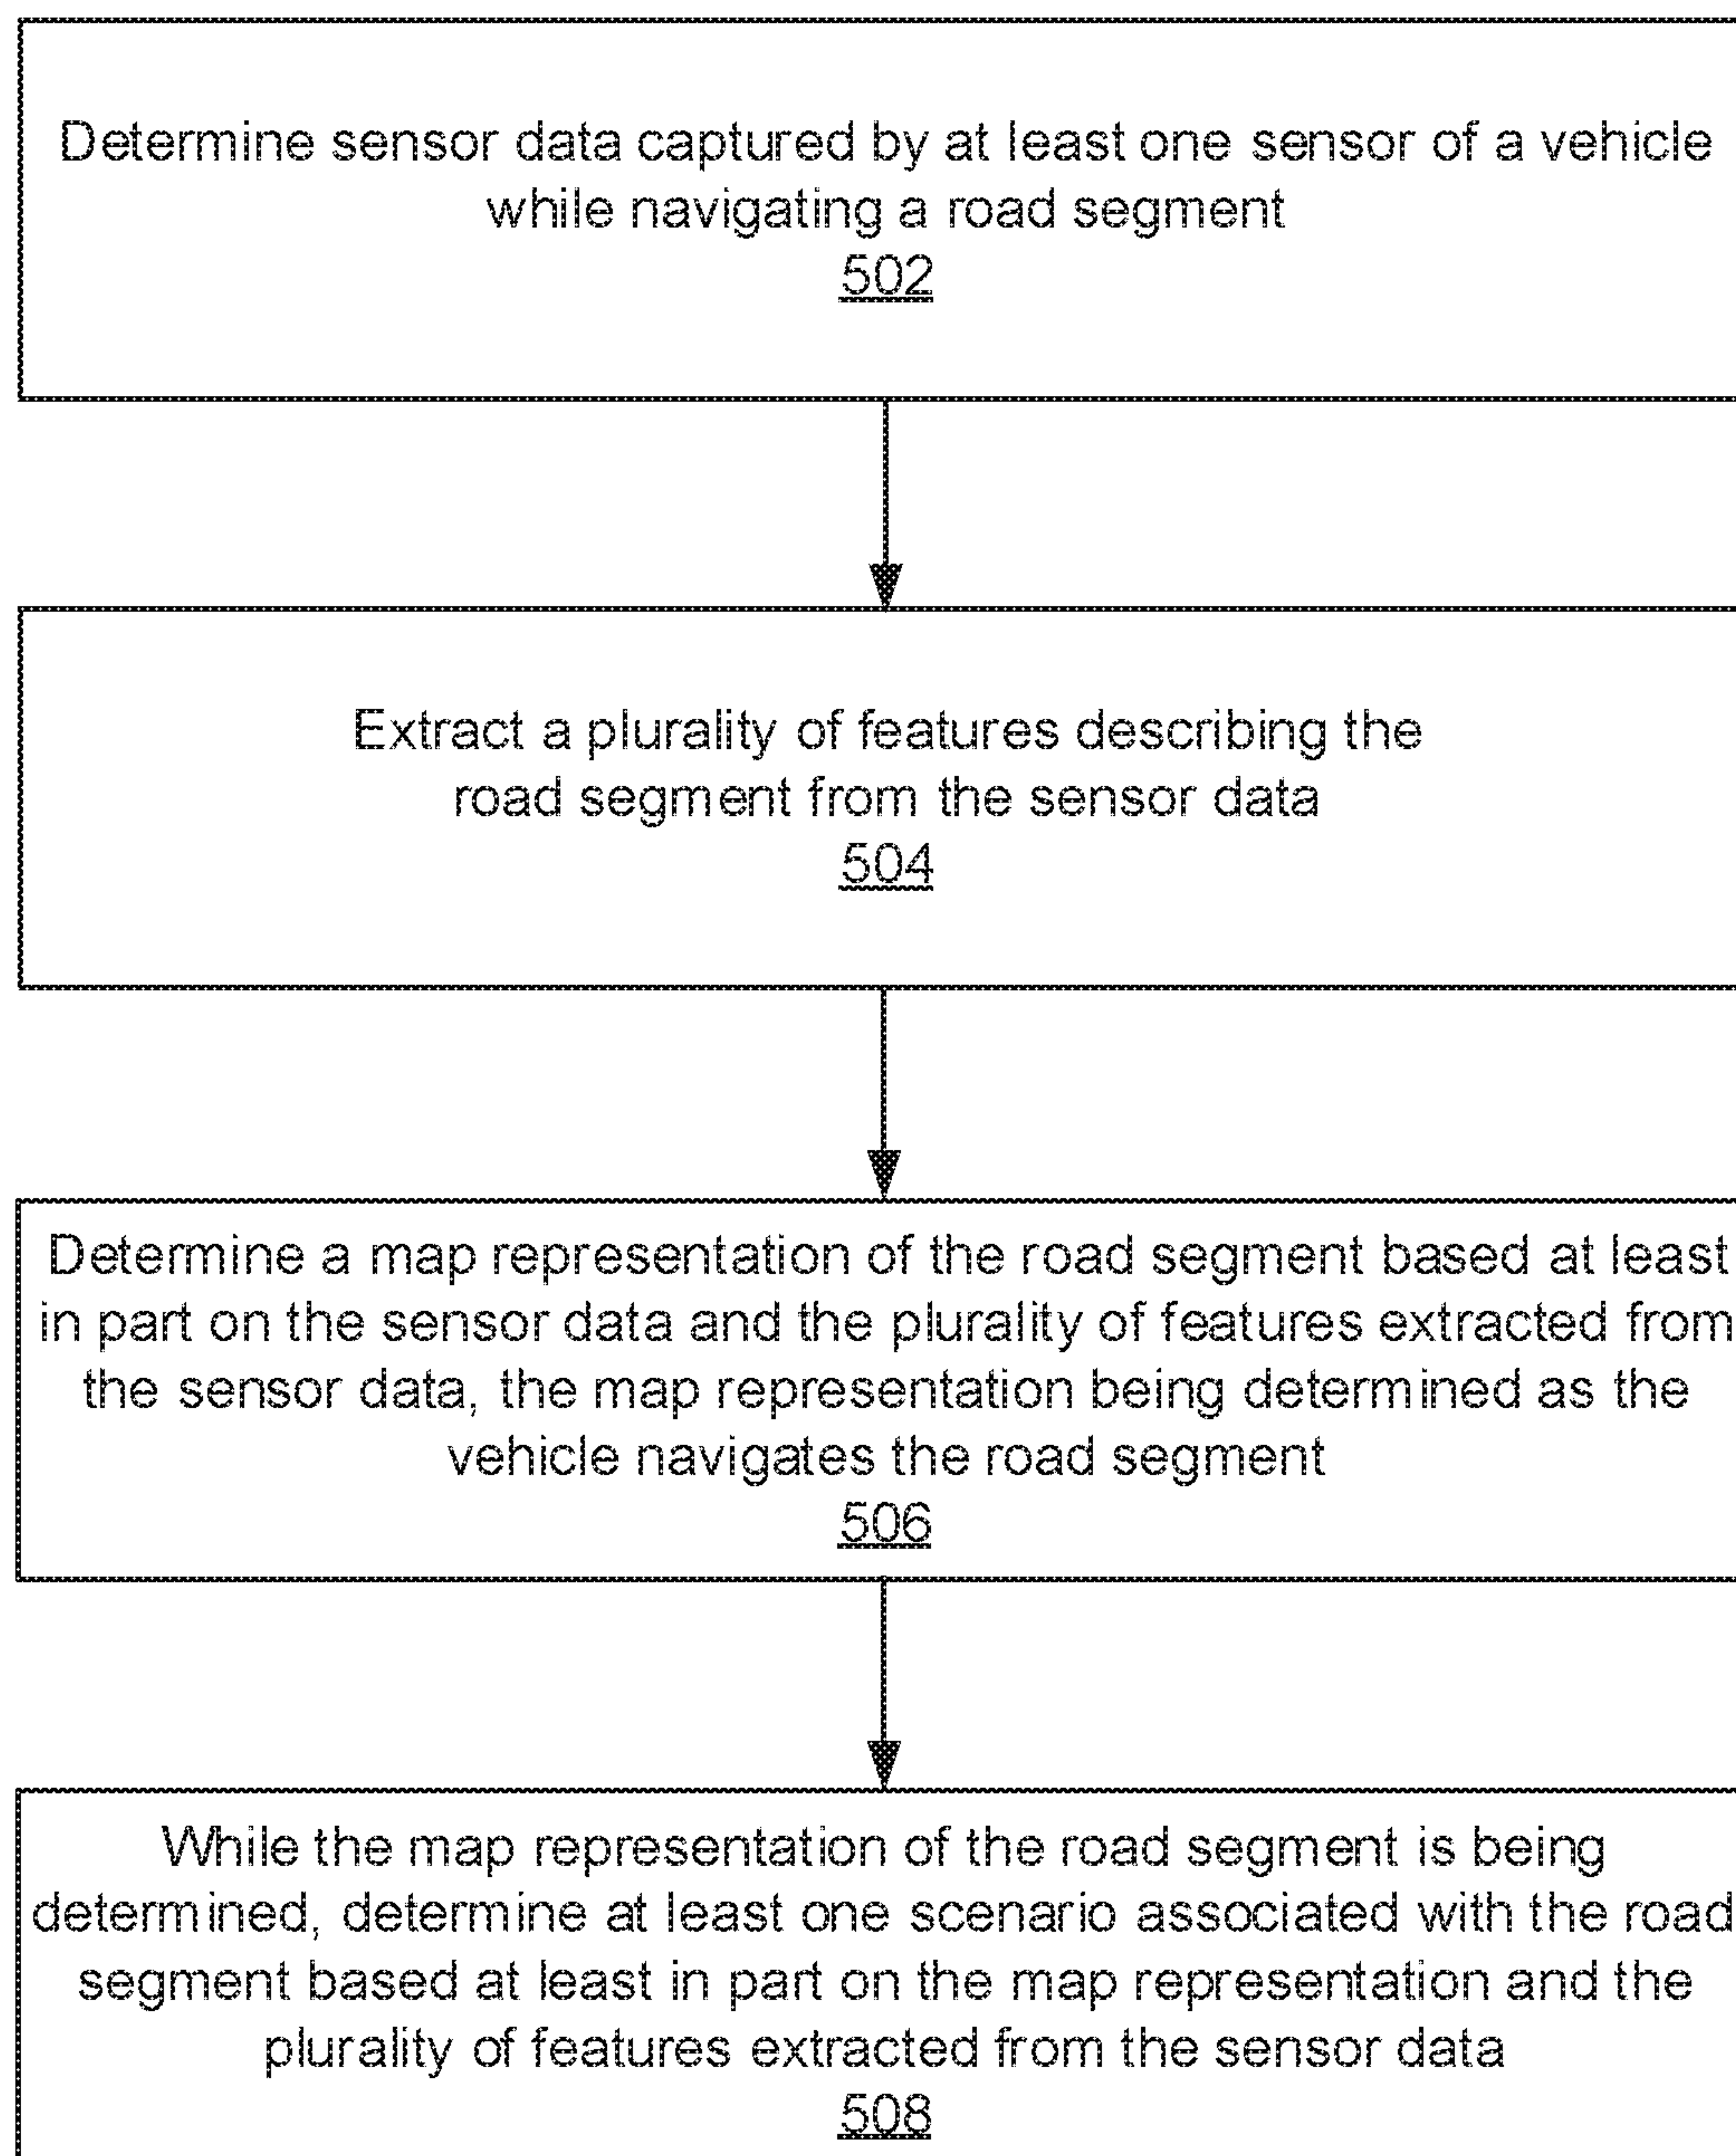 Determine sensor data captured by at least one sensor of a vehicle
while navigating a road segment
502
Extract a plurality of features describing the
road segment from the sensor data
504
Determine a map representation of the road segment based at least
in part on the sensor data and the plurality of features extracted from
the sensor data, the map representation being determined as the
vehicle navigates the road segment
506
While the map representation of the road segment is being
determined, determine at least one scenario associated with the road
segment based at least in part on the map representation and the
plurality of features extracted from the sensor data
508